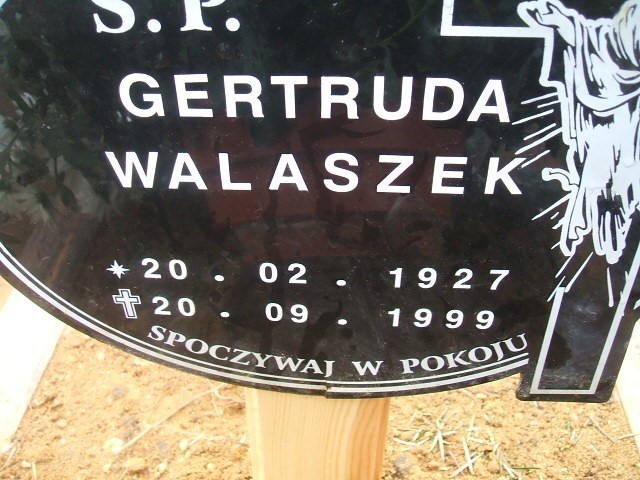 S.P.
GERTRUDA
WALASZEK
20 . 02 . 1927
20 . 09 . 1999
SPOCZYWAJ W POKOJU